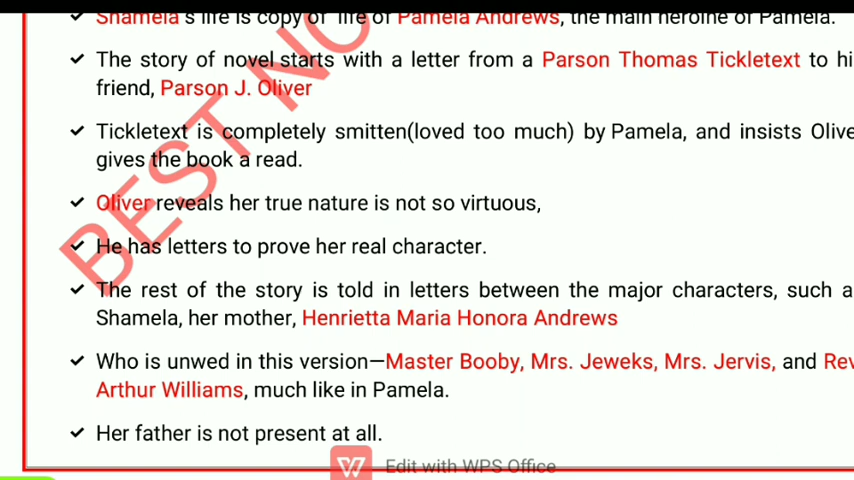 ✓ Shamela's life is copy of life of Pamela Andrews, the main heroine of Pamela.
✓ The story of novel starts with a letter from a Parson Thomas Tickletext to hi
friend, Parson J. Oliver
✓ Tickletext is completely smitten(loved too much) by Pamela, and insists Olive
gives the book a read.
✓ Oliver reveals her true nature is not so virtuous,
✓ He has letters to prove her real character.
✓ The rest of the story is told in letters between the major characters, such a
Shamela, her mother, Henrietta Maria Honora Andrews
✓ Who is unwed in this version—Master Booby, Mrs. Jeweks, Mrs. Jervis, and Rev
Arthur Williams, much like in Pamela.
✓ Her father is not present at all.
BEST NO
W Edit with WPS Office